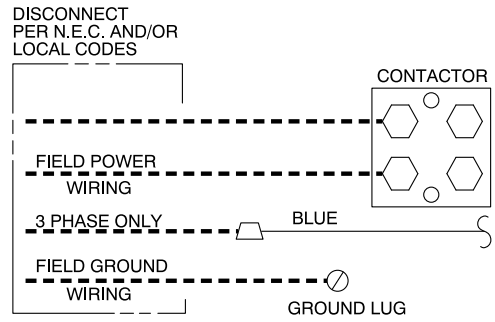 DISCONNECT
PER N.E.C. AND/OR
LOCAL CODES
CONTACTOR
FIELD POWER
WIRING
3 PHASE ONLY
BLUE
FIELD GROUND
WIRING
GROUND LUG